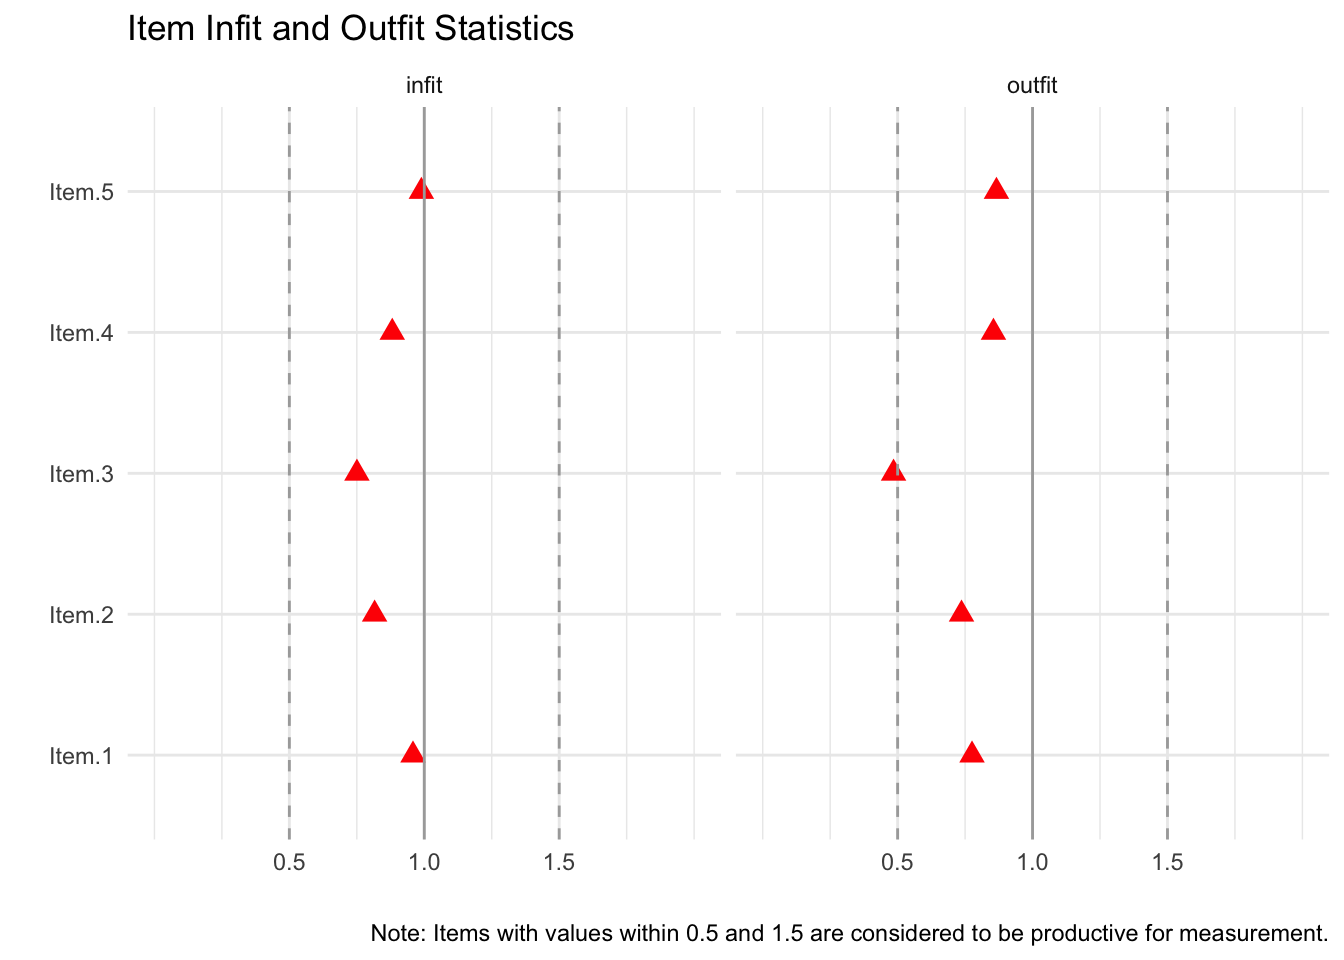 Item Infit and Outfit Statistics
infit
outfit
Item.5
Item.4
Item.3
Item.2
Item.1
0.5 1.0 1.5
0.5 1.0 1.5
Note: Items with values within 0.5 and 1.5 are considered to be productive for measurement.